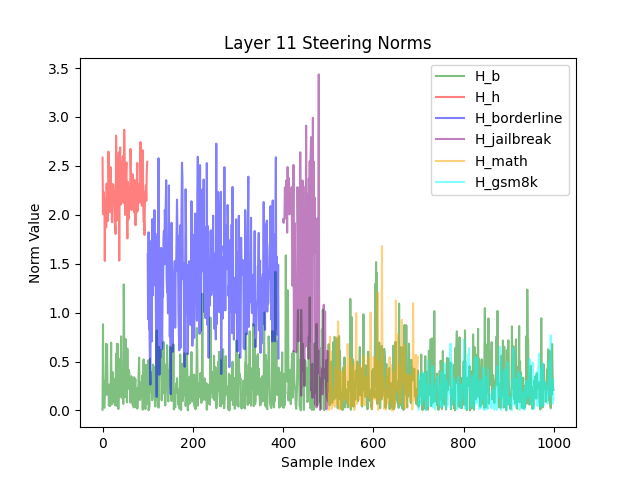 Layer 11 Steering Norms
3.5
3.0
2.5
2.0
1.5
1.0
0.5
0.0
Norm Value
H_b
H_h
H_borderline
H_jailbreak
H_math
H_gsm8k
0
200
400
600
800
1000
Sample Index